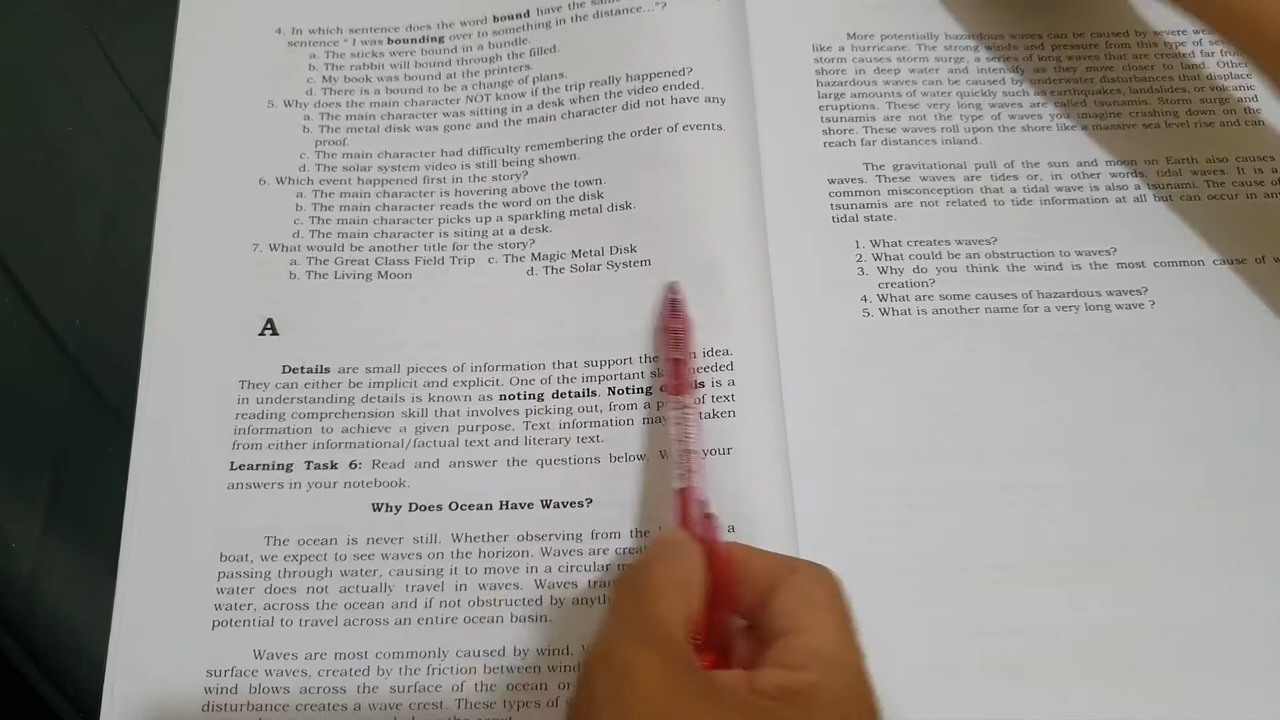 4. In which sentence does the word bound have the same
sentence " I was bounding over to something in the distance..."?
a. The sticks were bound in a bundle.
b. The rabbit will bound through the filled.
c. My book was bound at the printers.
d. There is a bound to be a change of plans.
5. Why does the main character NOT know if the trip really happened?
a. The main character was sitting in a desk when the video ended.
b. The metal disk was gone and the main character did not have any
proof.
c. The main character had difficulty remembering the order of events.
d. The solar system video is still being shown.
6. Which event happened first in the story?
a. The main character is hovering above the town.
b. The main character reads the word on the disk
c. The main character picks up a sparkling metal disk.
d. The main character is siting at a desk.
7. What would be another title for the story?
a. The Great Class Field Trip c. The Magic Metal Disk
b. The Living Moon d. The Solar System
A
Details are small pieces of information that support the idea.
They can either be implicit and explicit. One of the important needed
in understanding details is known as noting details. Noting is a
reading comprehension skill that involves picking out, from a of text
information to achieve a given purpose. Text information may taken
from either informational/factual text and literary text.
Learning Task 6: Read and answer the questions below. your
answers in your notebook.
Why Does Ocean Have Waves?
The ocean is never still. Whether observing from the a
boat, we expect to see waves on the horizon. Waves are
passing through water, causing it to move in a circular
water does not actually travel in waves. Waves
water, across the ocean and if not obstructed by
potential to travel across an entire ocean basin.
Waves are most commonly caused by wind.
surface waves, created by the friction between wind
wind blows across the surface of the ocean or
disturbance creates a wave crest. These types of
More potentially hazardous waves can be caused by severe
like a hurricane. The strong winds and pressure from this type of
storm causes storm surge, a series of long waves that are created far from
shore in deep water and intensify as they move closer to land. Other
hazardous waves can be caused by underwater disturbances that displace
large amounts of water quickly such as earthquakes, landslides, or volcanic
eruptions. These very long waves are called tsunamis. Storm surge and
tsunamis are not the type of waves you imagine crashing down on the
shore. These waves roll upon the shore like a massive sea level rise and can
reach far distances inland.
The gravitational pull of the sun and moon on Earth also causes
waves. These waves are tides or, in other words, tidal waves. It is a
common misconception that a tidal wave is also a tsunami. The cause of
tsunamis are not related to tide information at all but can occur in any
tidal state.
1. What creates waves?
2. What could be an obstruction to waves?
3. Why do you think the wind is the most common cause of
creation?
4. What are some causes of hazardous waves?
5. What is another name for a very long wave ?